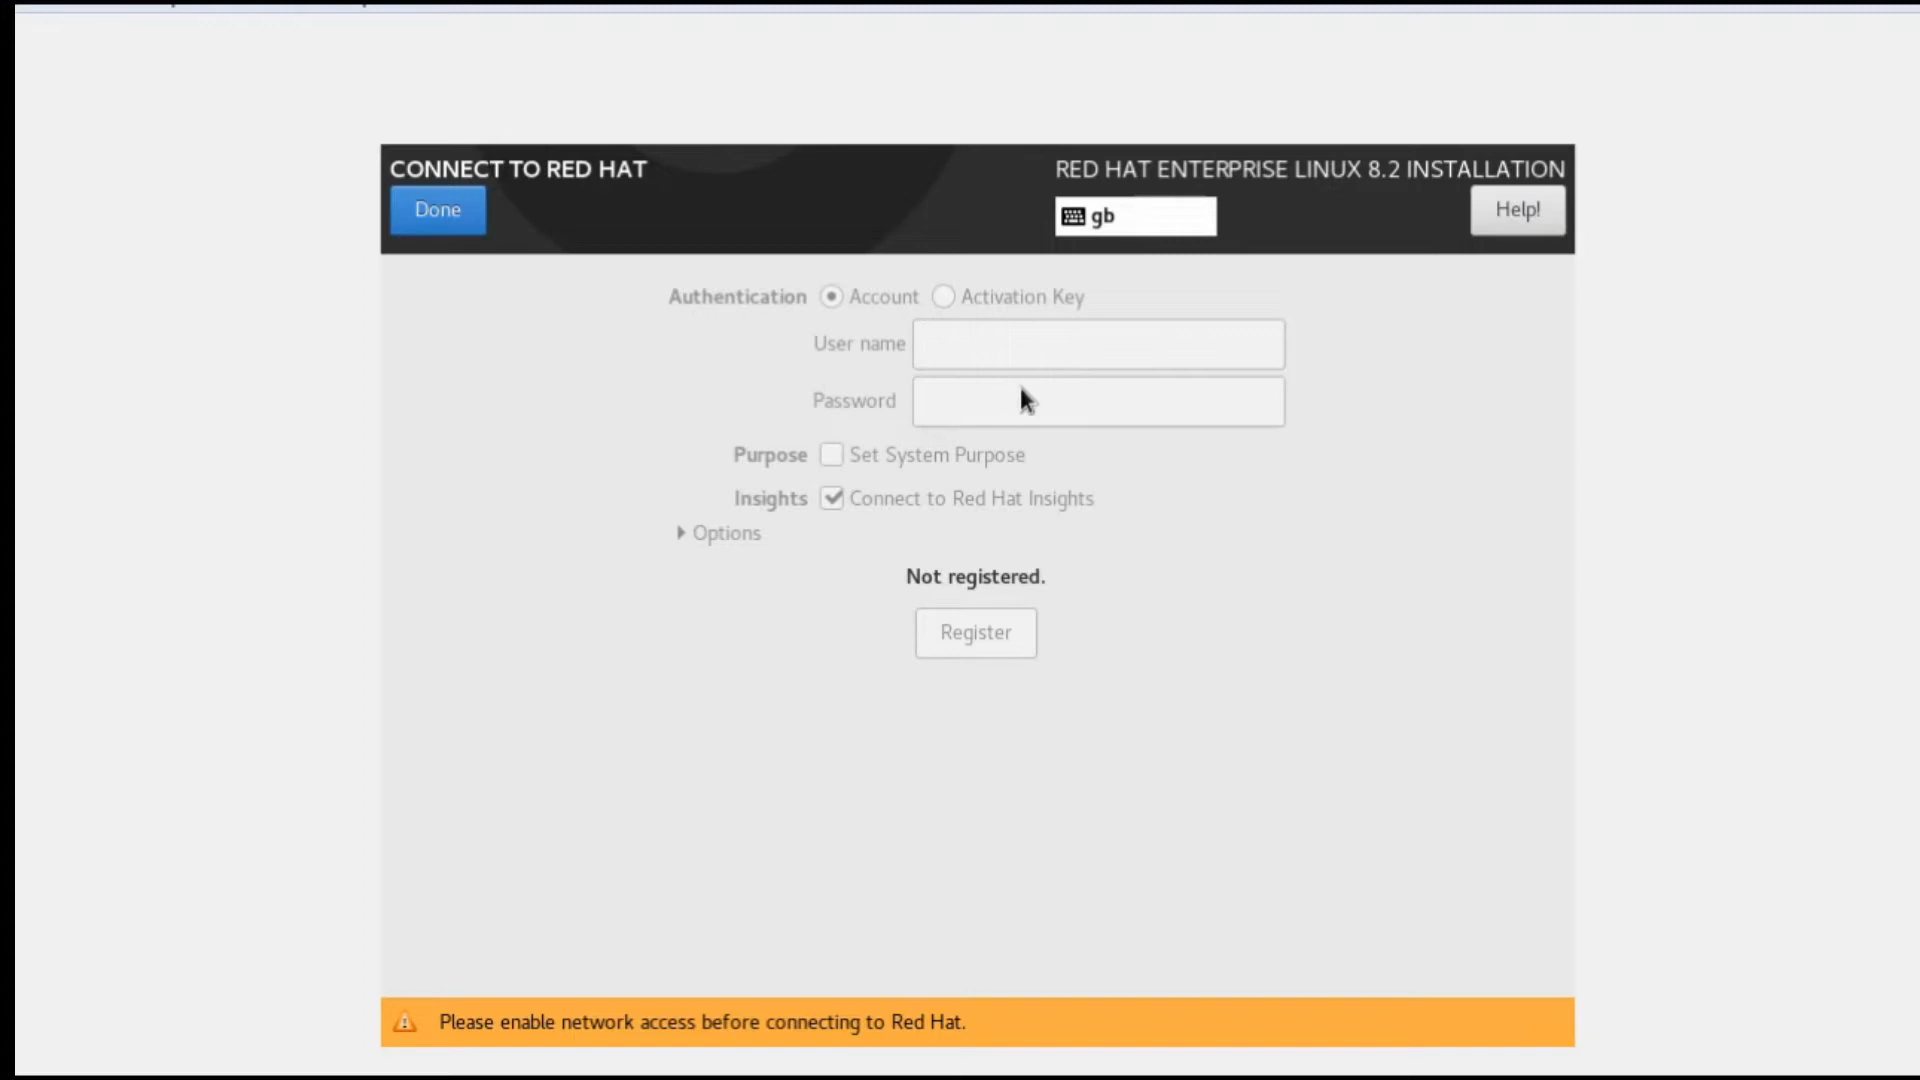 CONNECT TO RED HAT
RED HAT ENTERPRISE LINUX 8.2 INSTALLATION
Done
gb
Help!
Authentication Account Activation Key
User name
Password
Purpose Set System Purpose
Insights Connect to Red Hat Insights
Options
Not registered.
Register
Please enable network access before connecting to Red Hat.